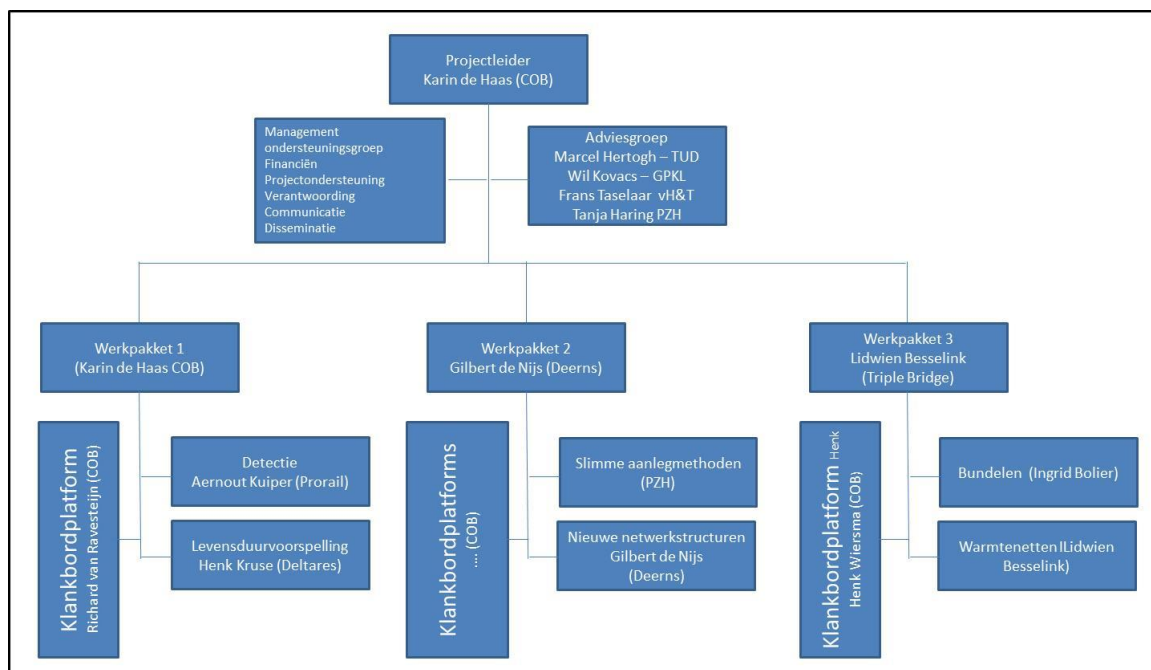 Projectleider
Karin de Haas (COB)
Management
ondersteuningsgroep
Financiën
Projectondersteuning
Verantwoording
Communicatie
Disseminatie
Adviesgroep
Marcel Hertogh – TUD
Wil Kovacs – GPKL
Frans Taselaar vH&T
Tanja Haring PZH
Werkpakket 1
(Karin de Haas COB)
Klankbordplatform
Richard van Ravesteijn (COB)
Detectie
Aernout Kuiper (Prorail)
Levensduurvoorspelling
Henk Kruse (Deltares)
Werkpakket 2
Gilbert de Nijs (Deerns)
Klankbordplatforms
.... (COB)
Slimme aanlegmethoden
(PZH)
Nieuwe netwerkstructuren
Gilbert de Nijs
(Deerns)
Werkpakket 3
Lidwien Besselink
(Triple Bridge)
Klankbordplatform Henk
Henk Wiersma (COB)
Bundelen (Ingrid Bolier)
Warmtenetten ILidwien
Besselink)